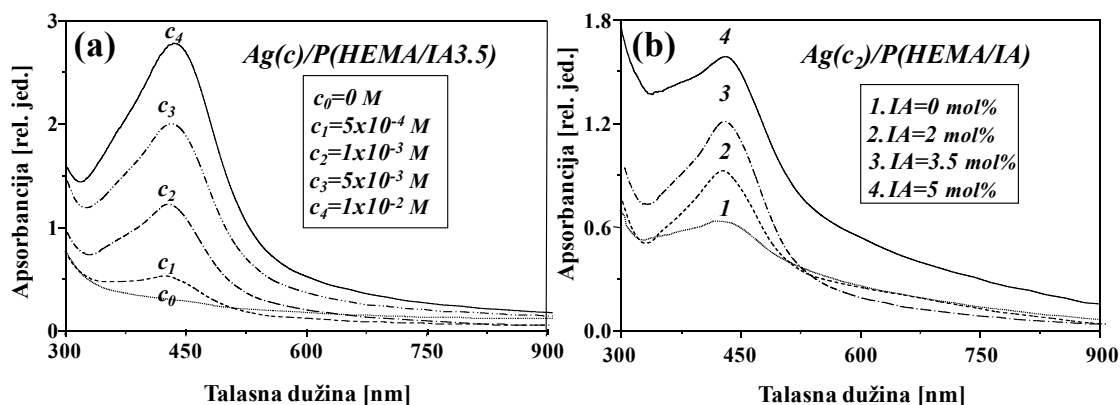 (a)
Ag(c)/P(HEMA/IA3.5)
c₀=0 M
c₁=5x10⁻⁴ M
c₂=1x10⁻³ M
c₃=5x10⁻³ M
c₄=1x10⁻² M
c₄
c₃
c₂
c₁
c₀
3
2
1
0
300 450 600 750 900
Apsorbancija [rel. jed.]
Talasna dužina [nm]
(b)
Ag(c₂)/P(HEMA/IA)
1. IA=0 mol%
2. IA=2 mol%
3. IA=3.5 mol%
4. IA=5 mol%
4
3
2
1
1.8
1.2
0.6
0.0
300 450 600 750 900
Apsorbancija [rel. jed.]
Talasna dužina [nm]